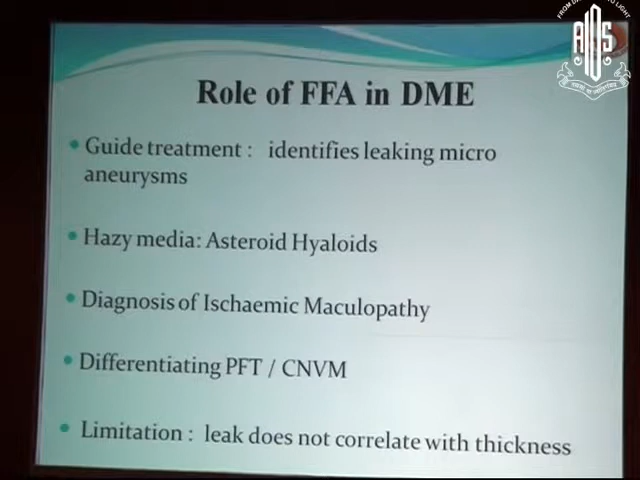 Role of FFA in DME
Guide treatment : identifies leaking micro
aneurysms
Hazy media: Asteroid Hyaloids
Diagnosis of Ischaemic Maculopathy
Differentiating PFT / CNVM
Limitation : leak does not correlate with thickness
AIOS